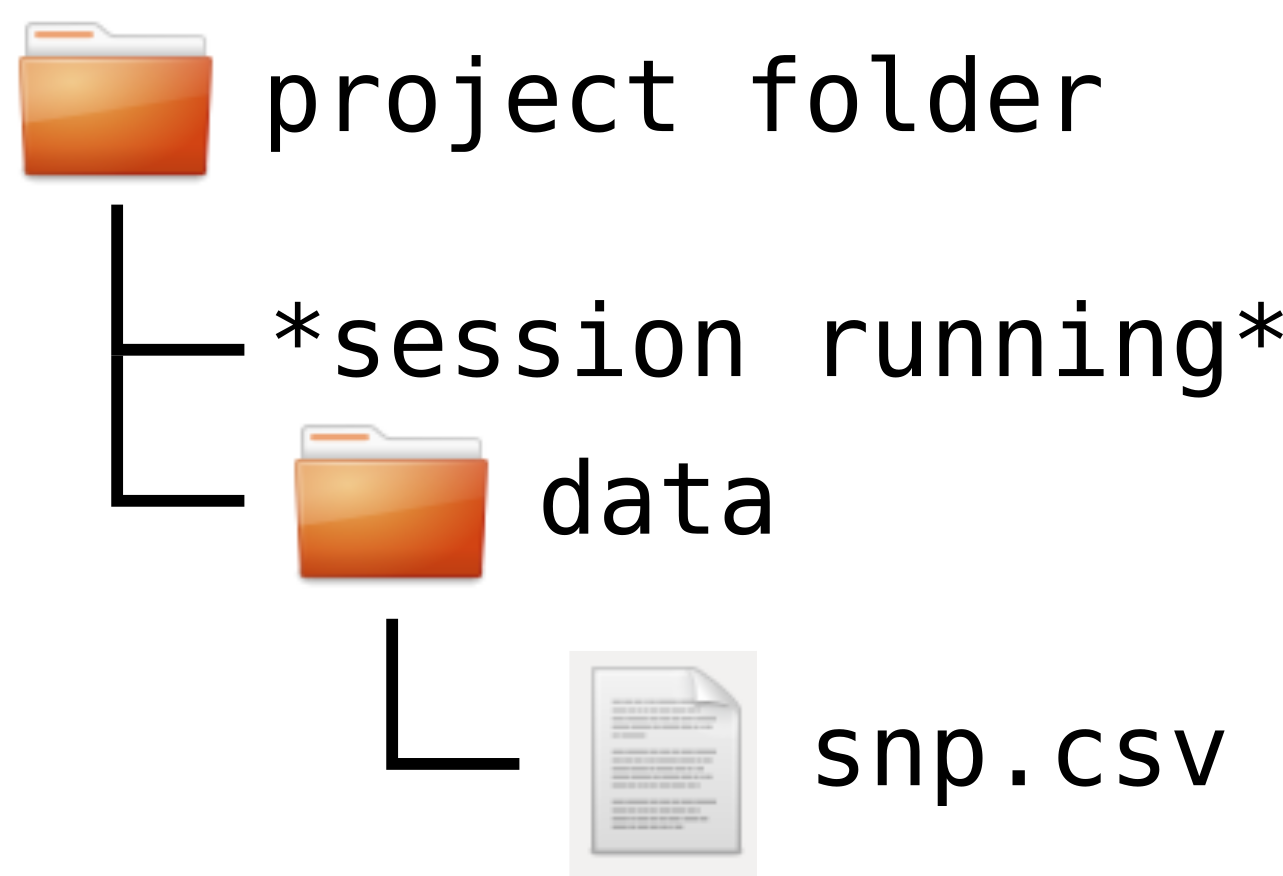 project folder
*session running*
data
snp.csv